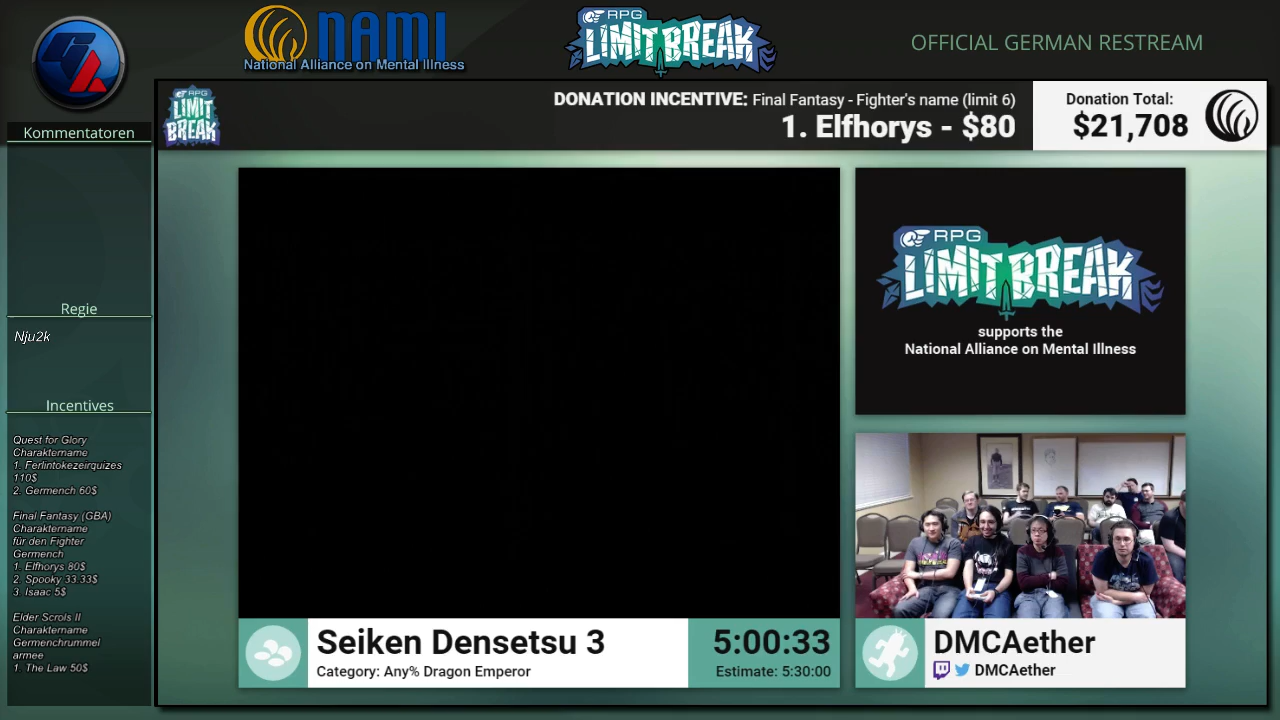 NAMI
National Alliance on Mental Illness
RPG
LIMIT BREAK
OFFICIAL GERMAN RESTREAM
Kommentatoren
Regie
Nju2k
Incentives
Quest for Glory
Charaktername
1. Ferlintokezeirquizes
110$
2. Germench 60$
Final Fantasy (GBA)
Charaktername
für den Fighter
Germench
1. Elfhorys 80$
2. Spooky 33.33$
3. Isaac 5$
Elder Scrols II
Charaktername
Germenchrummel
armee
1. The Law 50$
RPG
LIMIT
BREAK
DONATION INCENTIVE: Final Fantasy - Fighter's name (limit 6)
1. Elfhorys - $80
Donation Total:
$21,708
RPG
LIMIT BREAK
supports the
National Alliance on Mental Illness
Seiken Densetsu 3
Category: Any% Dragon Emperor
5:00:33
Estimate: 5:30:00
DMCAether
DMCAether